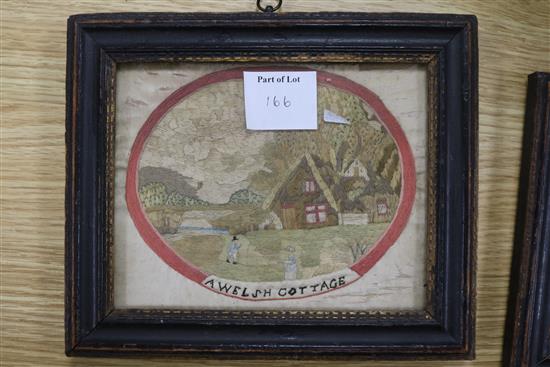 Part of Lot
166
A WELSH COTTAGE